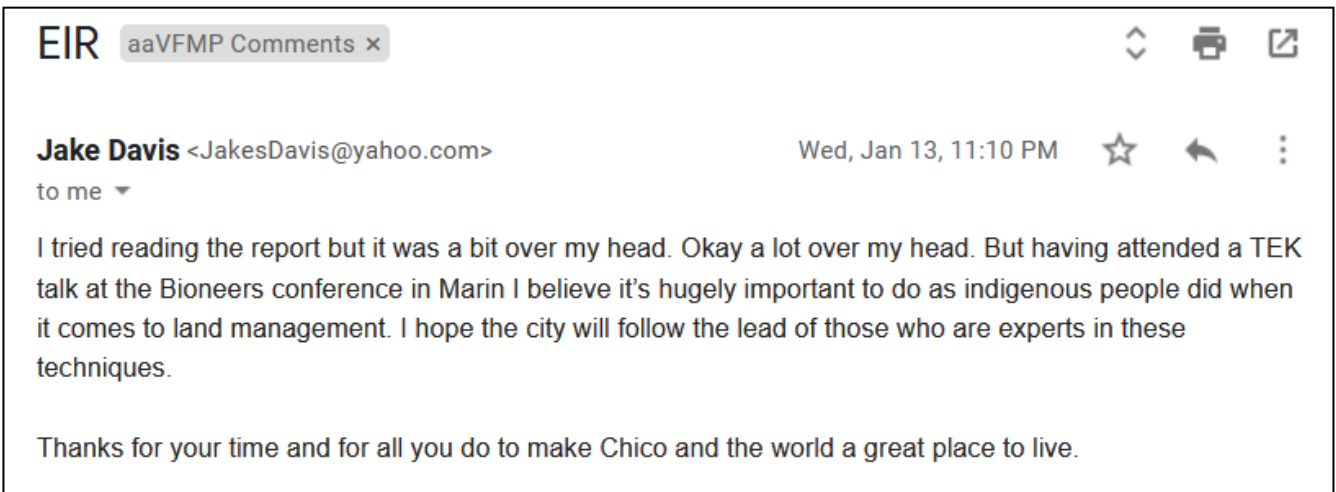 EIR aaVFMP Comments ×
Jake Davis <JakesDavis@yahoo.com> Wed, Jan 13, 11:10 PM
to me
I tried reading the report but it was a bit over my head. Okay a lot over my head. But having attended a TEK
talk at the Bioneers conference in Marin I believe it’s hugely important to do as indigenous people did when
it comes to land management. I hope the city will follow the lead of those who are experts in these
techniques.
Thanks for your time and for all you do to make Chico and the world a great place to live.